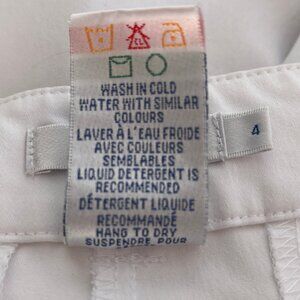 WASH IN COLD
WATER WITH SIMILAR
COLOURS
LAVER À L'EAU FROIDE
AVEC COULEURS
SEMBLABLES
LIQUID DETERGENT IS
RECOMMENDED
DÉTERGENT LIQUIDE
RECOMMANDÉ
HANG TO DRY
SUSPENDRE POUR
4